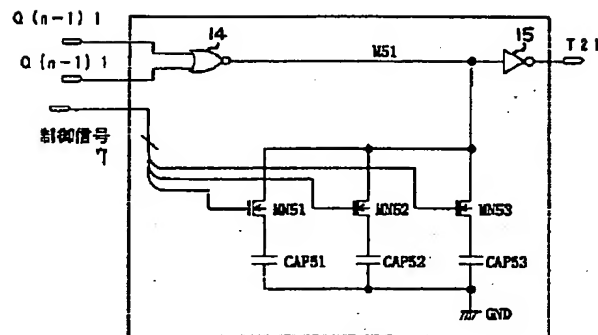 Q (n-1) 1
14
Q (n-1) 1
M51
15
T21
制御信号
7
MN51
MN52
MN53
CAP51
CAP52
CAP53
GND